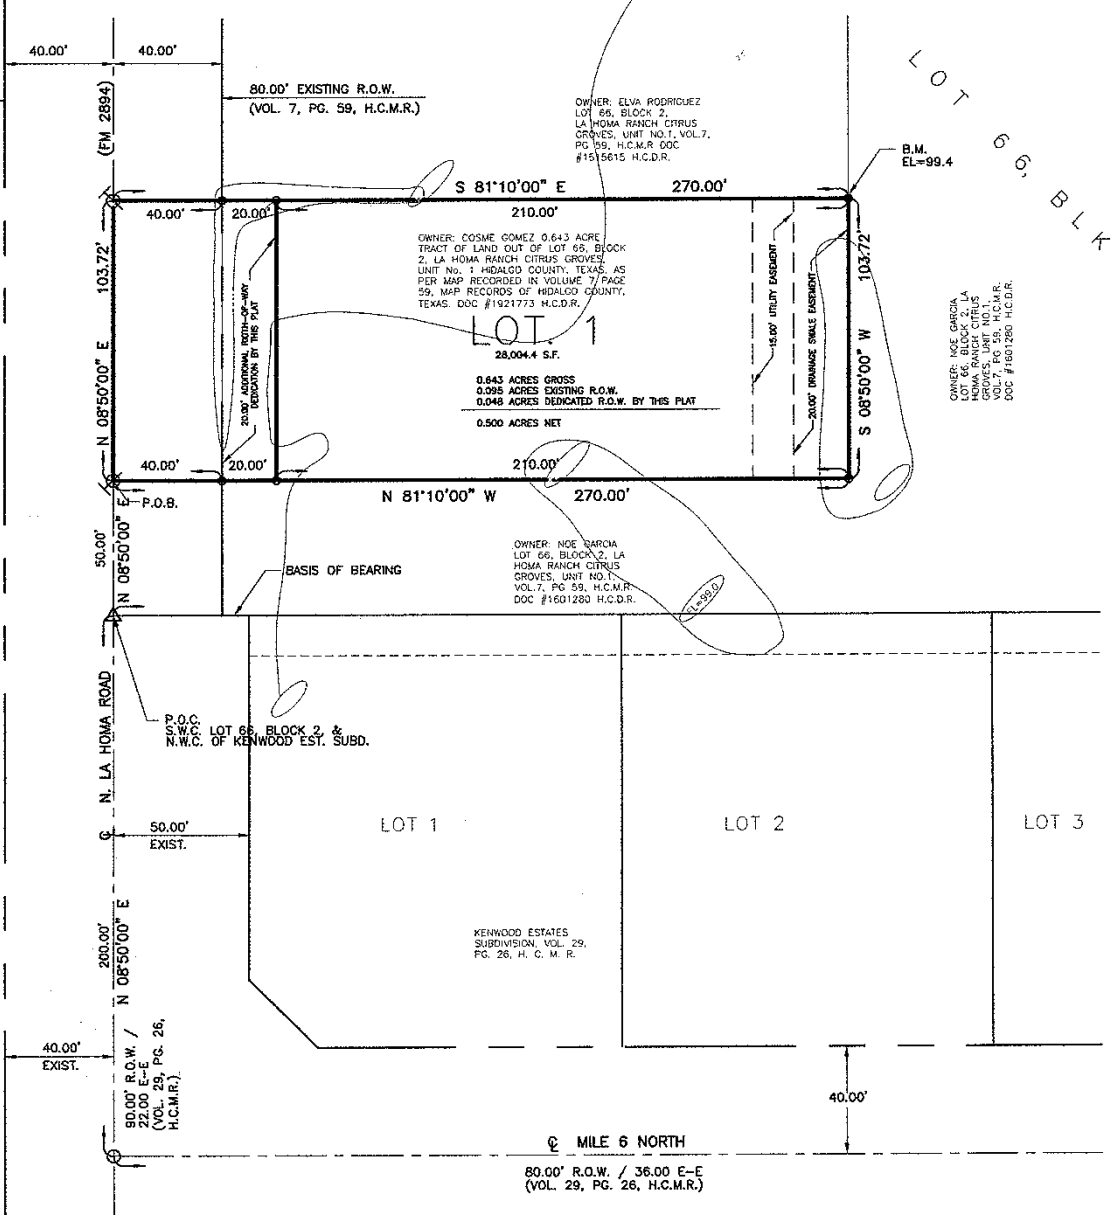 40.00'
40.00'
(FM 2894)
80.00' EXISTING R.O.W.
(VOL. 7, PG. 59, H.C.M.R.)
OWNER: ELVA RODRIGUEZ
LOT 66, BLOCK 2,
LA HOMA RANCH CITRUS
GROVES, UNIT NO.1, VOL.7,
PG 59, H.C.M.R DOC
#1515615 H.C.D.R.
LOT 66, BLK
B.M.
EL=99.4
S 81°10'00" E
270.00'
40.00'
20.00'
210.00'
103.72'
N 08°50'00" E
OWNER: COSME GOMEZ 0.643 ACRE
TRACT OF LAND OUT OF LOT 66, BLOCK
2, LA HOMA RANCH CITRUS GROVES,
UNIT No. 1 HIDALGO COUNTY, TEXAS, AS
PER MAP RECORDED IN VOLUME 7, PAGE
59, MAP RECORDS OF HIDALGO COUNTY,
TEXAS. DOC #1921773 H.C.D.R.
LOT 1
28,004.4 S.F.
0.643 ACRES GROSS
0.095 ACRES EXISTING R.O.W.
0.048 ACRES DEDICATED R.O.W. BY THIS PLAT
0.500 ACRES NET
20.00' ADDITIONAL ROTH-OF-WAY
DEDICATION BY THIS PLAT
15.00' UTILITY EASEMENT
20.00' DRAINAGE SWALE EASEMENT
103.72'
S 08°50'00" W
OWNER: NOE GARCIA
LOT 66, BLOCK 2, LA
HOMA RANCH CITRUS
GROVES, UNIT NO.1,
VOL.7, PG 59, H.C.M.R.
DOC #1601280 H.C.D.R.
40.00'
20.00'
210.00'
N 81°10'00" W
270.00'
P.O.B.
50.00'
N 08°50'00" E
OWNER: NOE GARCIA
LOT 66, BLOCK 2, LA
HOMA RANCH CITRUS
GROVES, UNIT NO.1,
VOL.7, PG 59, H.C.M.R.
DOC #1601280 H.C.D.R.
BASIS OF BEARING
EL=99.0
P.O.C.
S.W.C. LOT 66, BLOCK 2, &
N.W.C. OF KENWOOD EST. SUBD.
℄ N. LA HOMA ROAD
50.00'
EXIST.
LOT 1
LOT 2
LOT 3
KENWOOD ESTATES
SUBDIVISION, VOL. 29,
PG. 26, H. C. M. R.
200.00'
N 08°50'00" E
40.00'
EXIST.
90.00' R.O.W. /
22.00 E-E
(VOL. 29, PG. 26,
H.C.M.R.)
40.00'
℄ MILE 6 NORTH
80.00' R.O.W. / 36.00 E-E
(VOL. 29, PG. 26, H.C.M.R.)